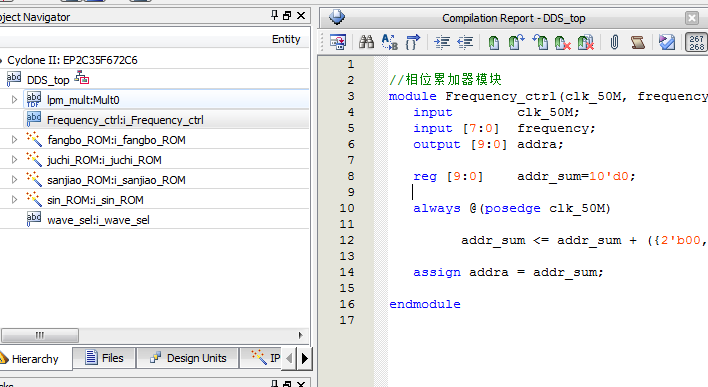 Project Navigator
Entity
Cyclone II: EP2C35F672C6
DDS_top
lpm_mult:Mult0
Frequency_ctrl:i_Frequency_ctrl
fangbo_ROM:i_fangbo_ROM
juchi_ROM:i_juchi_ROM
sanjiao_ROM:i_sanjiao_ROM
sin_ROM:i_sin_ROM
wave_sel:i_wave_sel
Hierarchy
Files
Design Units
IP
Compilation Report - DDS_top
267
268
1
2 //相位累加器模块
3 module Frequency_ctrl(clk_50M, frequency
4 input clk_50M;
5 input [7:0] frequency;
6 output [9:0] addra;
7
8 reg [9:0] addr_sum=10'd0;
9
10 always @(posedge clk_50M)
11
12 addr_sum <= addr_sum + ({2'b00,
13
14 assign addra = addr_sum;
15
16 endmodule
17